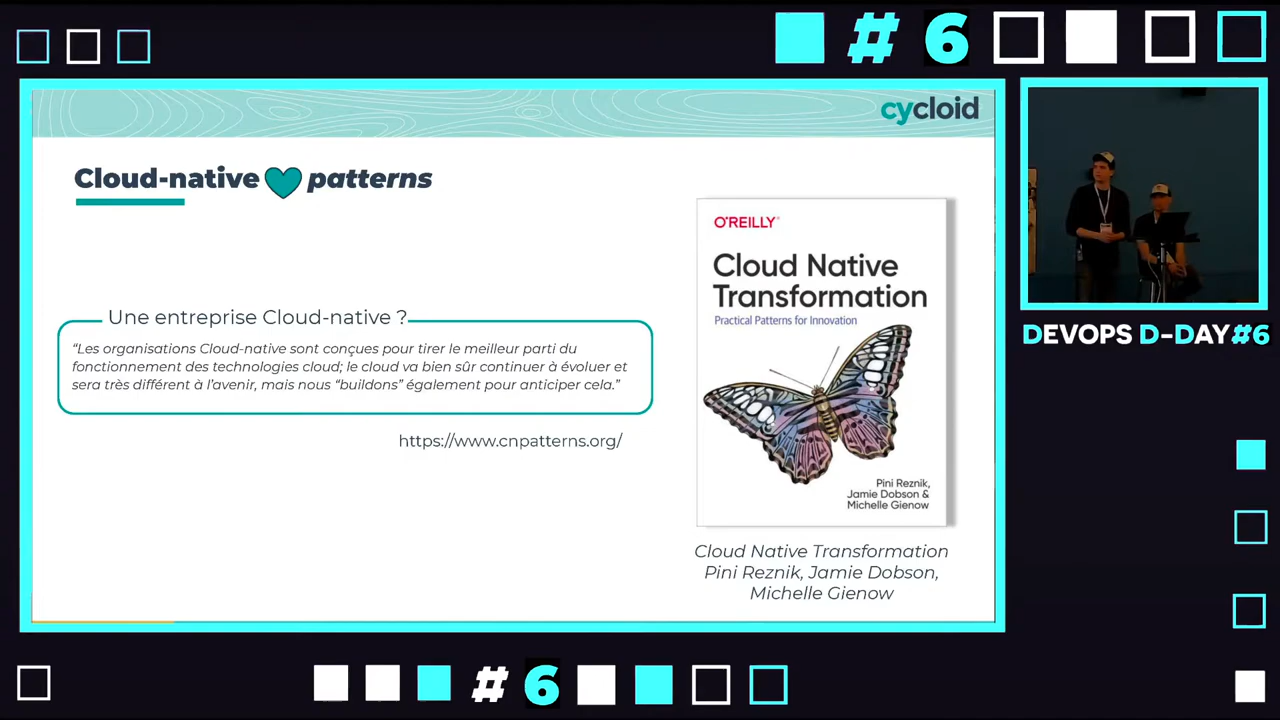 # 6
cycloid
Cloud-native patterns
O'REILLY®
Cloud Native
Transformation
Practical Patterns for Innovation
Pini Reznik,
Jamie Dobson &
Michelle Gienow
Une entreprise Cloud-native ?
“Les organisations Cloud-native sont conçues pour tirer le meilleur parti du
fonctionnement des technologies cloud; le cloud va bien sûr continuer à évoluer et
sera très différent à l’avenir, mais nous “buildons” également pour anticiper cela.”
https://www.cnpatterns.org/
Cloud Native Transformation
Pini Reznik, Jamie Dobson,
Michelle Gienow
DEVOPS D-DAY#6
# 6